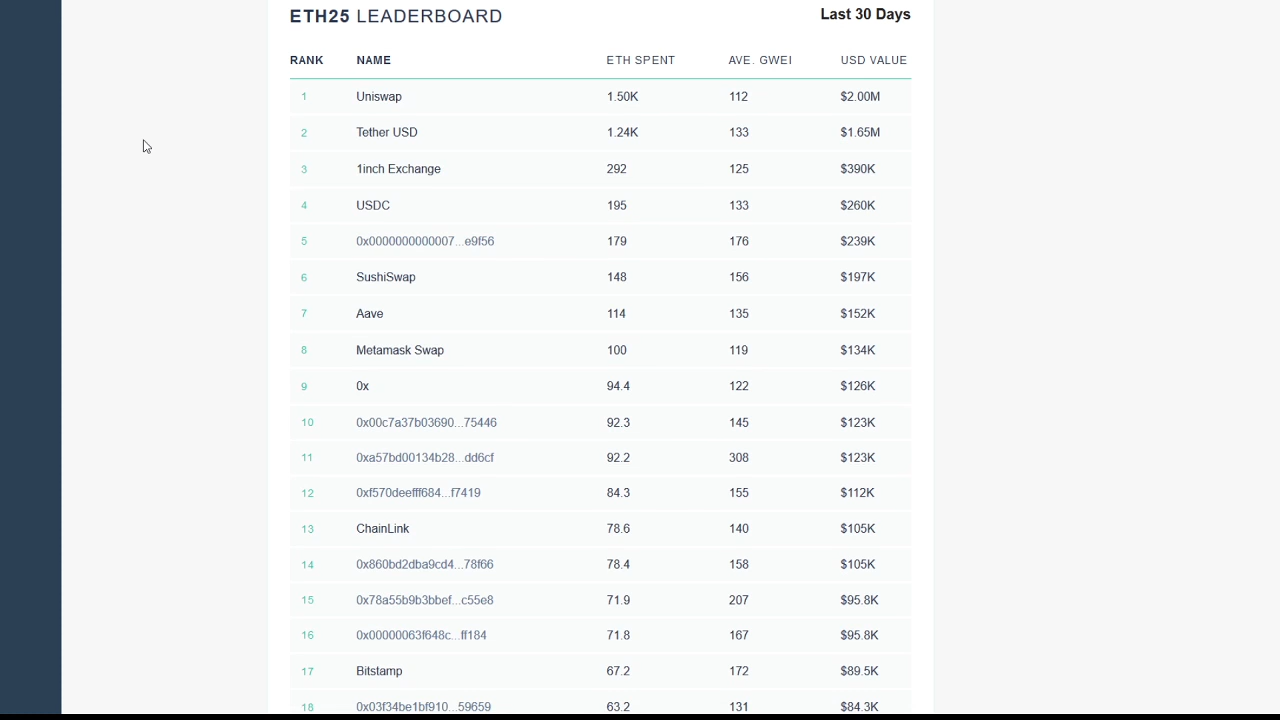 ETH25 LEADERBOARD Last 30 Days
RANK NAME ETH SPENT AVE. GWEI USD VALUE
1 Uniswap 1.50K 112 $2.00M
2 Tether USD 1.24K 133 $1.65M
3 1inch Exchange 292 125 $390K
4 USDC 195 133 $260K
5 0x0000000000007...e9f56 179 176 $239K
6 SushiSwap 148 156 $197K
7 Aave 114 135 $152K
8 Metamask Swap 100 119 $134K
9 0x 94.4 122 $126K
10 0x00c7a37b03690...75446 92.3 145 $123K
11 0xa57bd00134b28...dd6cf 92.2 308 $123K
12 0xf570deefff684...f7419 84.3 155 $112K
13 ChainLink 78.6 140 $105K
14 0x860bd2dba9cd4...78f66 78.4 158 $105K
15 0x78a55b9b3bbef...c55e8 71.9 207 $95.8K
16 0x00000063f648c...ff184 71.8 167 $95.8K
17 Bitstamp 67.2 172 $89.5K
18 0x03f34be1bf910...59659 63.2 131 $84.3K